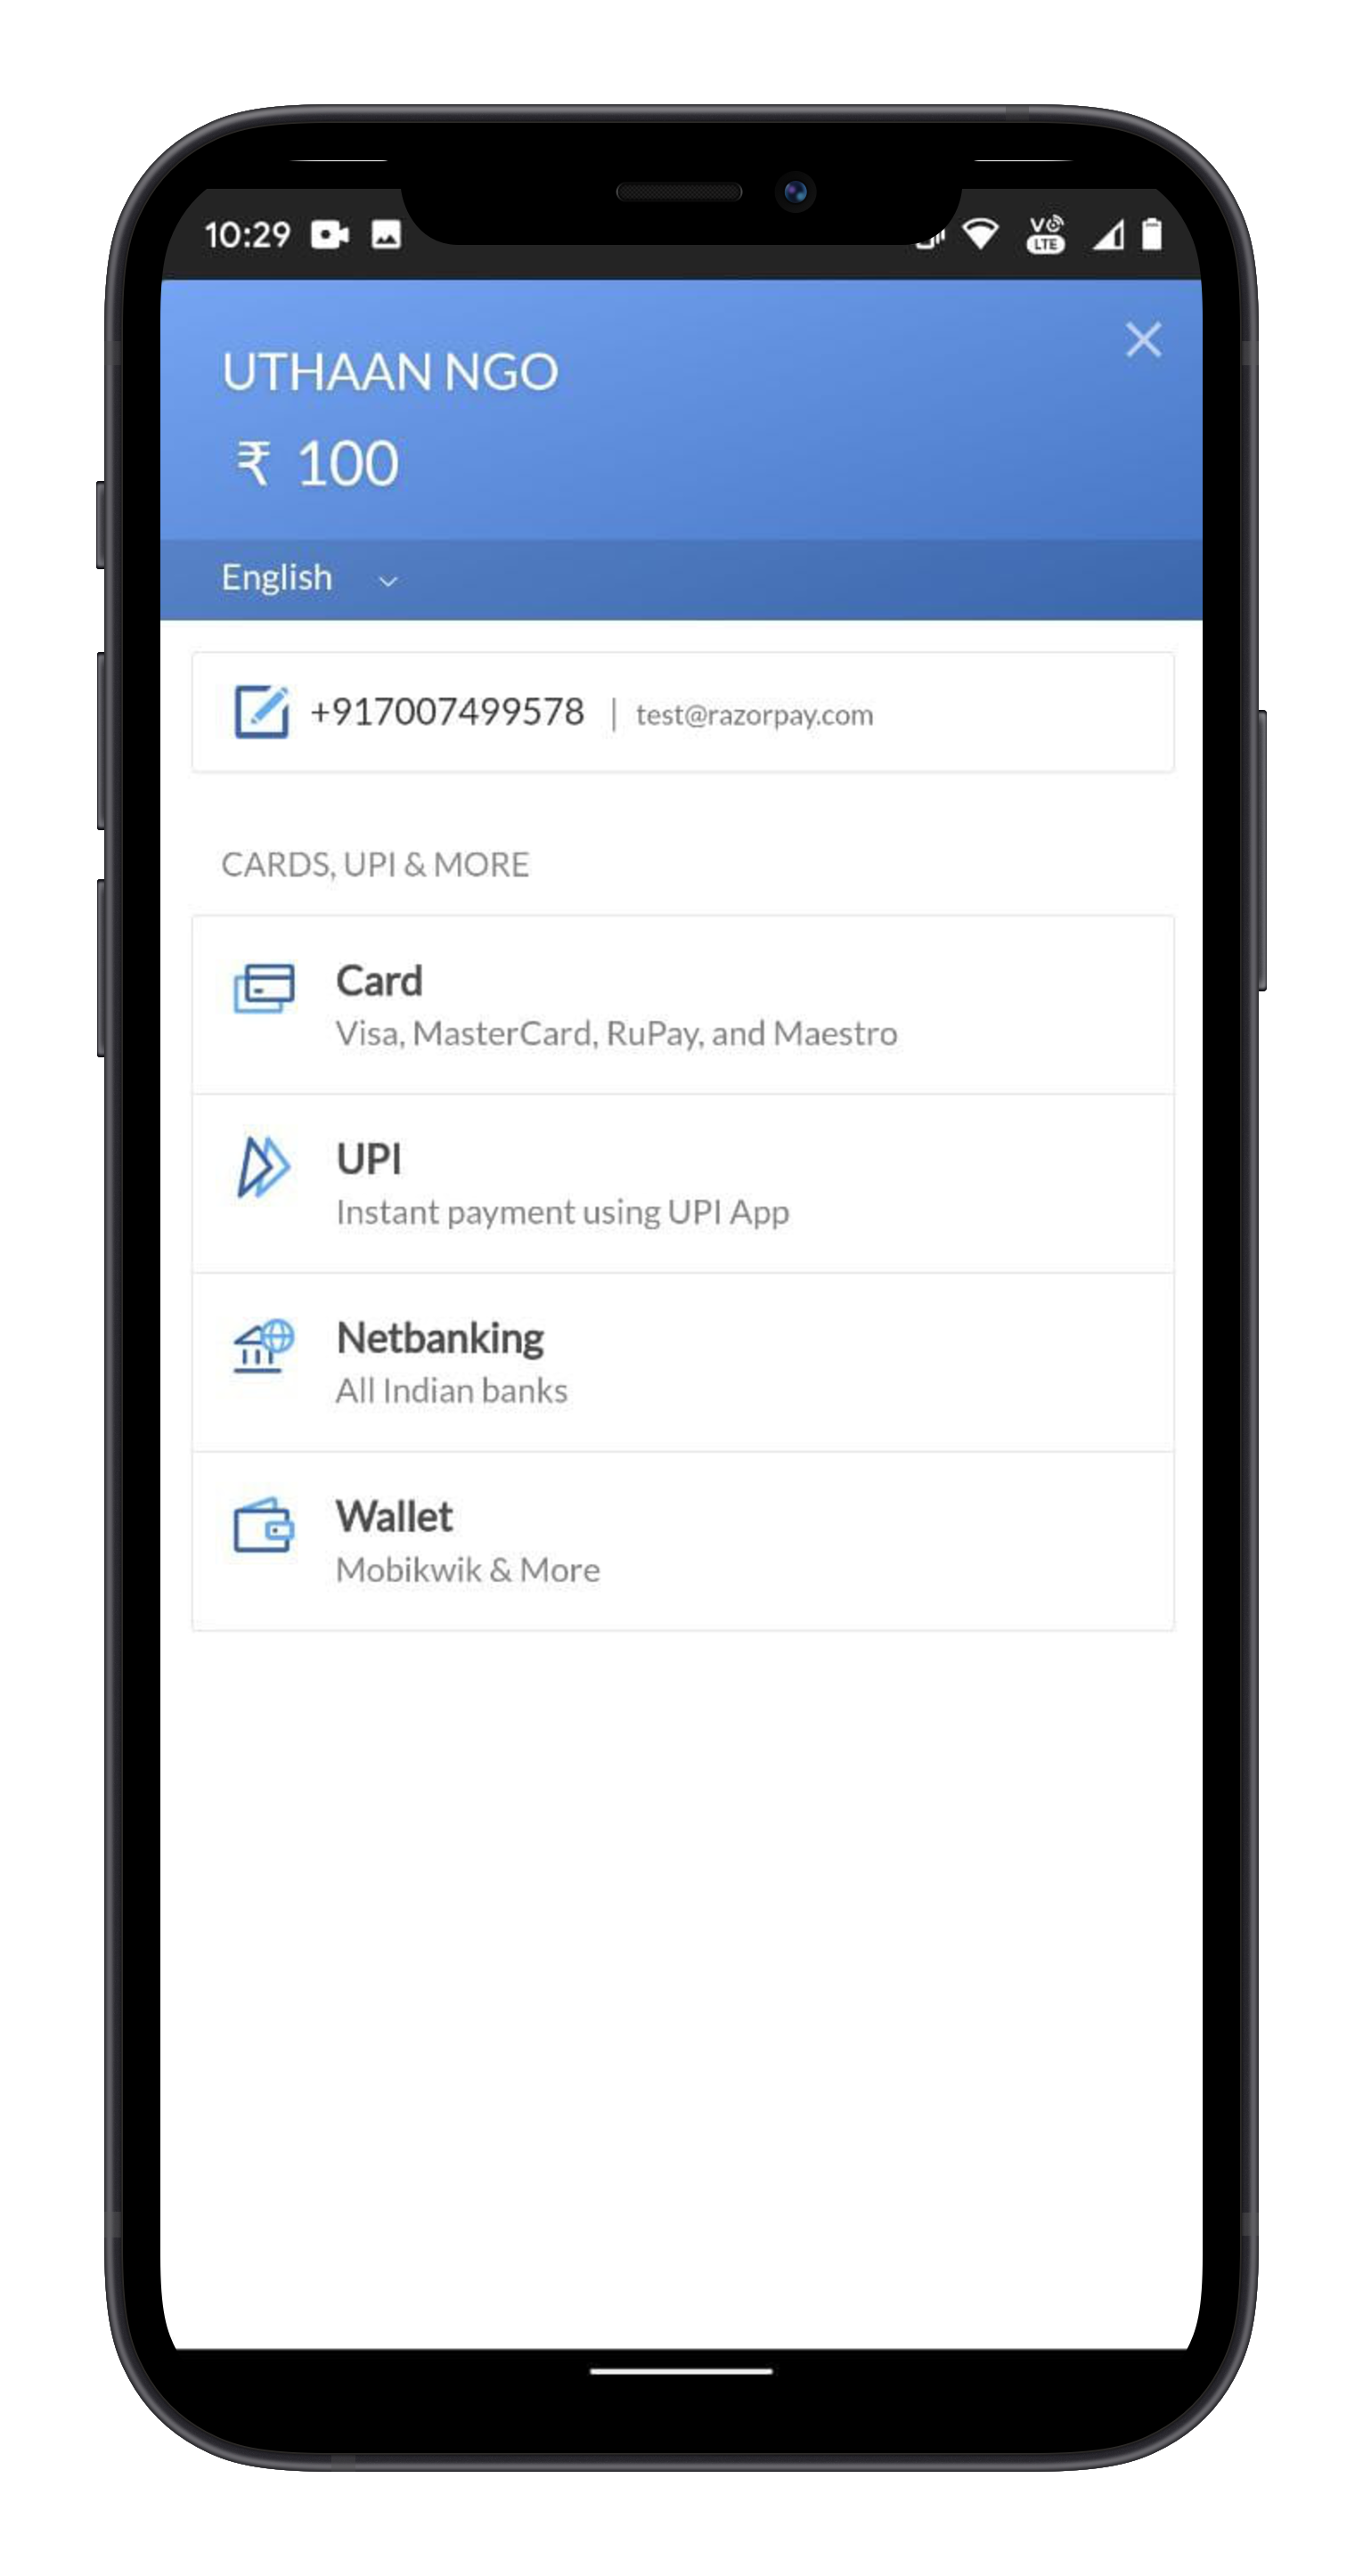 10:29
Vo LTE
UTHAAN NGO
₹ 100
English
+917007499578 | test@razorpay.com
CARDS, UPI & MORE
Card
Visa, MasterCard, RuPay, and Maestro
UPI
Instant payment using UPI App
Netbanking
All Indian banks
Wallet
Mobikwik & More